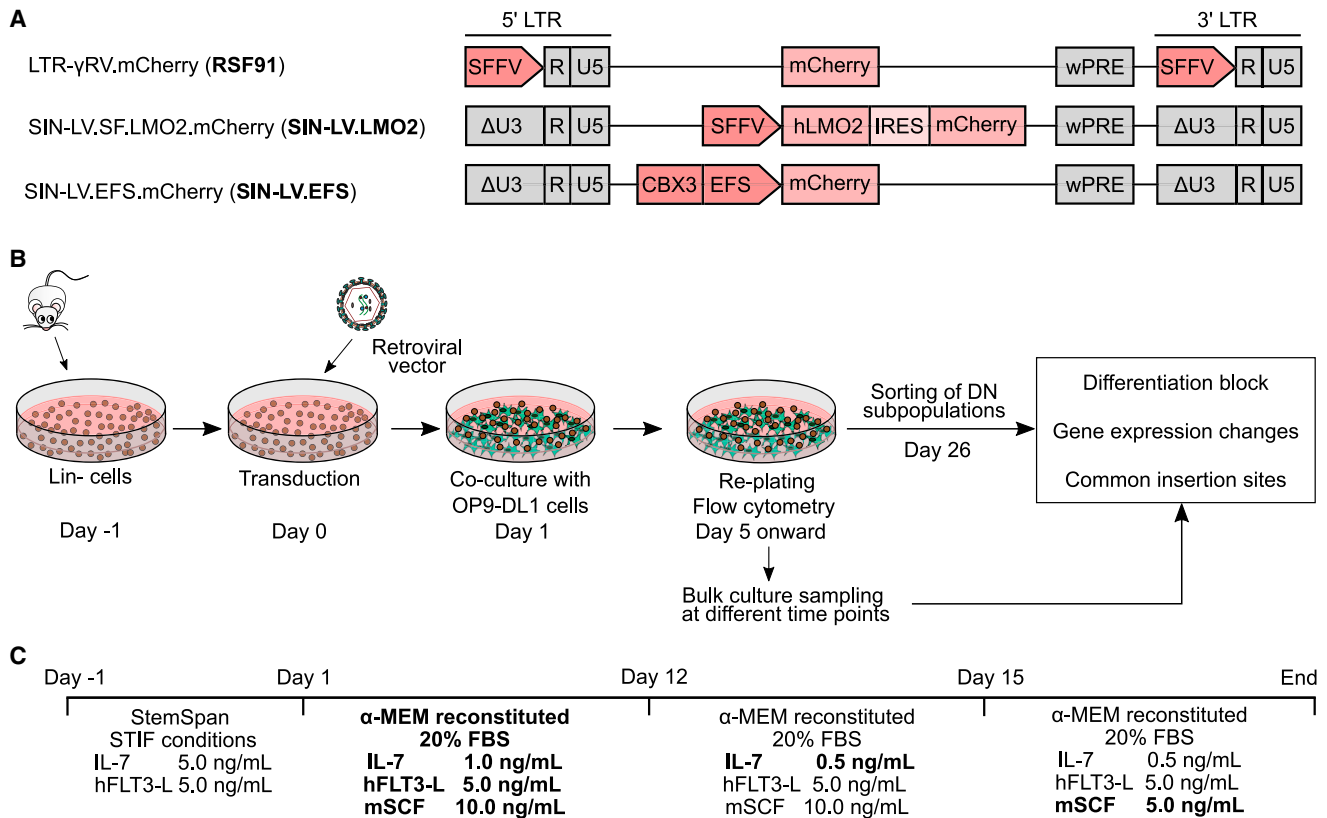 A
5' LTR
3' LTR
LTR-γRV.mCherry (RSF91)
SFFV R U5 mCherry wPRE SFFV R U5
SIN-LV.SF.LMO2.mCherry (SIN-LV.LMO2)
ΔU3 R U5 SFFV hLMO2 IRES mCherry wPRE ΔU3 R U5
SIN-LV.EFS.mCherry (SIN-LV.EFS)
ΔU3 R U5 CBX3 EFS mCherry wPRE ΔU3 R U5
B
Retroviral
vector
Lin- cells
Day -1
Transduction
Day 0
Co-culture with
OP9-DL1 cells
Day 1
Re-plating
Flow cytometry
Day 5 onward
Bulk culture sampling
at different time points
Sorting of DN
subpopulations
Day 26
Differentiation block
Gene expression changes
Common insertion sites
C
Day -1 Day 1 Day 12 Day 15 End
StemSpan
STIF conditions
IL-7 5.0 ng/mL
hFLT3-L 5.0 ng/mL
α-MEM reconstituted
20% FBS
IL-7 1.0 ng/mL
hFLT3-L 5.0 ng/mL
mSCF 10.0 ng/mL
α-MEM reconstituted
20% FBS
IL-7 0.5 ng/mL
hFLT3-L 5.0 ng/mL
mSCF 10.0 ng/mL
α-MEM reconstituted
20% FBS
IL-7 0.5 ng/mL
hFLT3-L 5.0 ng/mL
mSCF 5.0 ng/mL